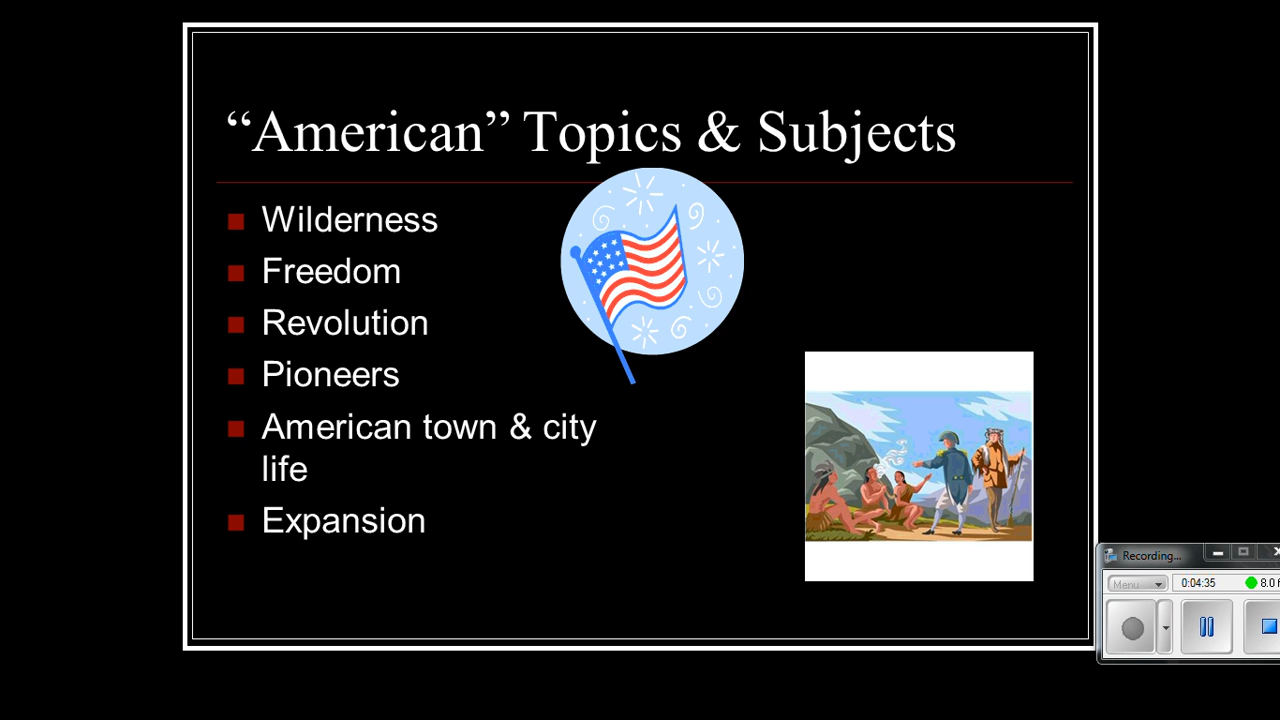 “American” Topics & Subjects
Wilderness
Freedom
Revolution
Pioneers
American town & city
life
Expansion
Recording...
Menu
0:04:35
8.0 f